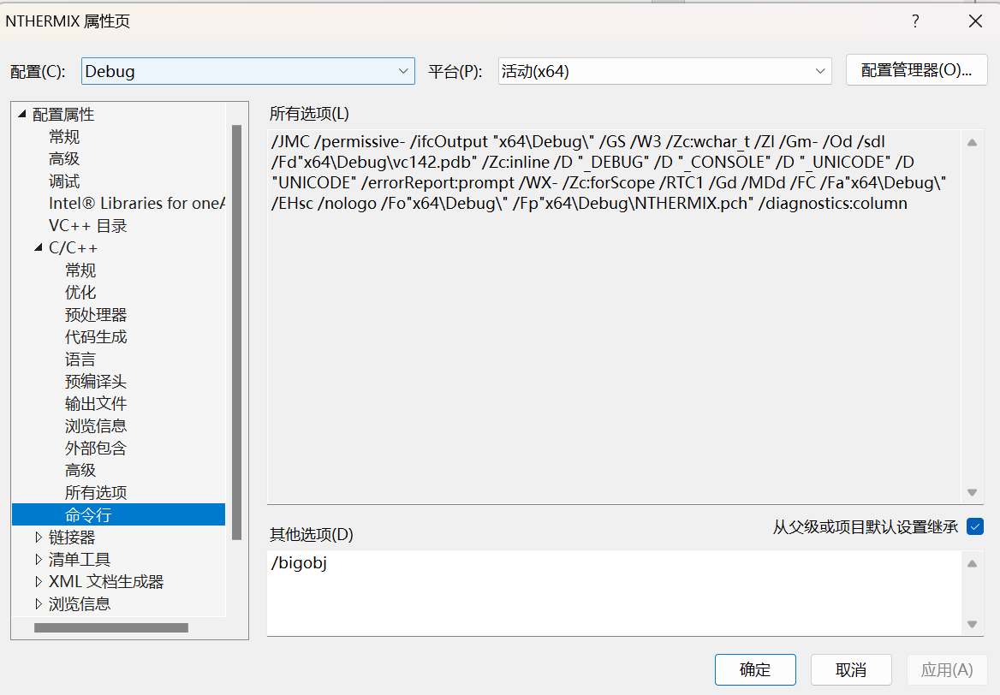 NTHERMIX 属性页
?
配置(C):
Debug
平台(P):
活动(x64)
配置管理器(O)...
配置属性
常规
高级
调试
Intel® Libraries for oneA
VC++ 目录
C/C++
常规
优化
预处理器
代码生成
语言
预编译头
输出文件
浏览信息
外部包含
高级
所有选项
命令行
链接器
清单工具
XML 文档生成器
浏览信息
所有选项(L)
/JMC /permissive- /ifcOutput "x64\Debug\" /GS /W3 /Zc:wchar_t /ZI /Gm- /Od /sdl
/Fd"x64\Debug\vc142.pdb" /Zc:inline /D "_DEBUG" /D "_CONSOLE" /D "_UNICODE" /D
"UNICODE" /errorReport:prompt /WX- /Zc:forScope /RTC1 /Gd /MDd /FC /Fa"x64\Debug\"
/EHsc /nologo /Fo"x64\Debug\" /Fp"x64\Debug\NTHERMIX.pch" /diagnostics:column
从父级或项目默认设置继承
其他选项(D)
/bigobj
确定
取消
应用(A)